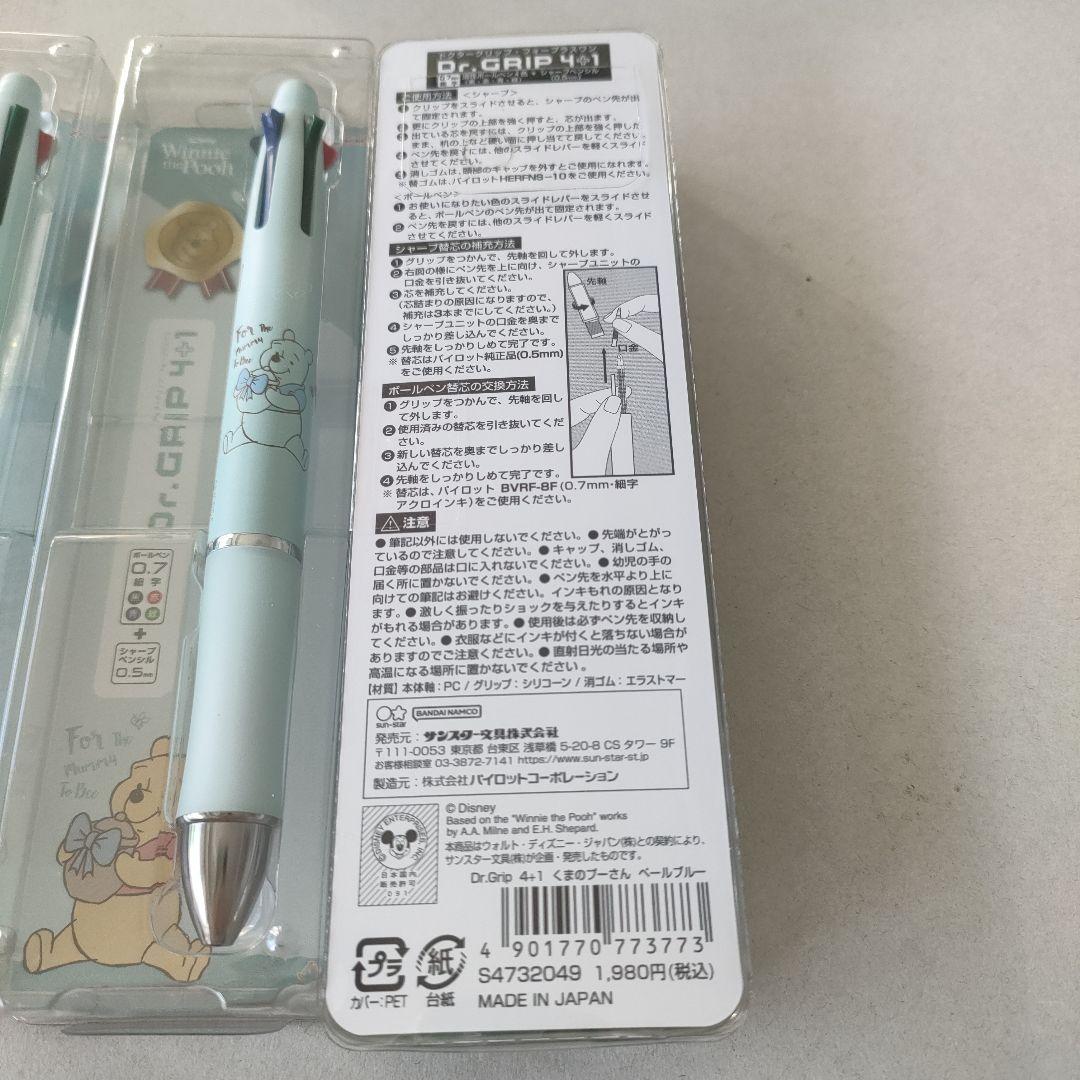 Winnie
the Pooh
For the
Mummy
To Bee
Dr.GRIP 4+1
ボールペン
0.7
細字
黒 赤
青 緑
+
シャープ
ペンシル
0.5mm
For the
Mummy
To Bee
ドクターグリップ・フォープラスワン
Dr.GRIP 4+1
ご使用方法 <シャープ>
❶ クリップをスライドさせると、シャープのペン先が出
て固定されます。
更にクリップの上部を強く押すと、芯が出ます。
出ている芯を戻すには、クリップの上部を強く押した
まま、机の上など硬い面に押し当てて戻してください。
ペン先を戻すには、他のスライドレバーを軽くスライド
させてください。
消しゴムは、頭部のキャップを外すとご使用になれます。
※替ゴムは、パイロットHERFNS-10をご使用ください。
<ボールペン>
❶ お使いになりたい色のスライドレバーをスライドさせ
ると、ボールペンのペン先が出て固定されます。
❷ ペン先を戻すには、他のスライドレバーを軽くスライド
させてください。
シャープ替芯の補充方法
❶ グリップをつかんで、先軸を回して外します。
❷ 右図の様にペン先を上に向け、シャープユニットの
口金を引き抜いてください。
❸ 芯を補充してください。
(芯詰まりの原因になりますので、
補充は3本までにしてください。)
❹ シャープユニットの口金を奥まで
しっかり差し込んでください。
❺ 先軸をしっかりしめて完了です。
※ 替芯はパイロット純正品(0.5mm)
をご使用ください。
先軸
口金
ボールペン替芯の交換方法
❶ グリップをつかんで、先軸を回し
て外します。
❷ 使用済みの替芯を引き抜いてくだ
さい。
❸ 新しい替芯を奥までしっかり差し
込んでください。
❹ 先軸をしっかりしめて完了です。
※ 替芯は、パイロット BVRF-8F(0.7mm・細字
アクロインキ)をご使用ください。
⚠注意
● 筆記以外には使用しないでください。● 先端がとがっ
ているので注意してください。● キャップ、消しゴム、
口金等の部品は口に入れないでください。● 幼児の手の
届く所に置かないでください。● ペン先を水平より上に
向けての筆記はお避けください。インキもれの原因となり
ます。● 激しく振ったりショックを与えたりするとインキ
がもれる場合があります。● 使用後は必ずペン先を収納し
てください。● 衣服などにインキが付くと落ちない場合が
ありますのでご注意ください。● 直射日光の当たる場所や
高温になる場所に置かないでください。
【材質】本体軸:PC / グリップ:シリコーン / 消ゴム:エラストマー
sun-star BANDAI NAMCO
発売元:サンスター文具株式会社
〒111-0053 東京都 台東区 浅草橋 5-20-8 CS タワー 9F
お客様相談室 03-3872-7141 https://www.sun-star-st.jp
製造元:株式会社パイロットコーポレーション
©DISNEY ENTERPRISES, INC.
日本国内
販売許可
091
© Disney
Based on the "Winnie the Pooh" works
by A.A. Milne and E.H. Shepard.
本商品はウォルト・ディズニー・ジャパン(株)との契約により、
サンスター文具(株)が企画・発売したものです。
Dr.Grip 4+1 くまのプーさん ペールブルー
4 901770 773773
プラ
カバー:PET
紙
台紙
S4732049 1,980円(税込)
MADE IN JAPAN